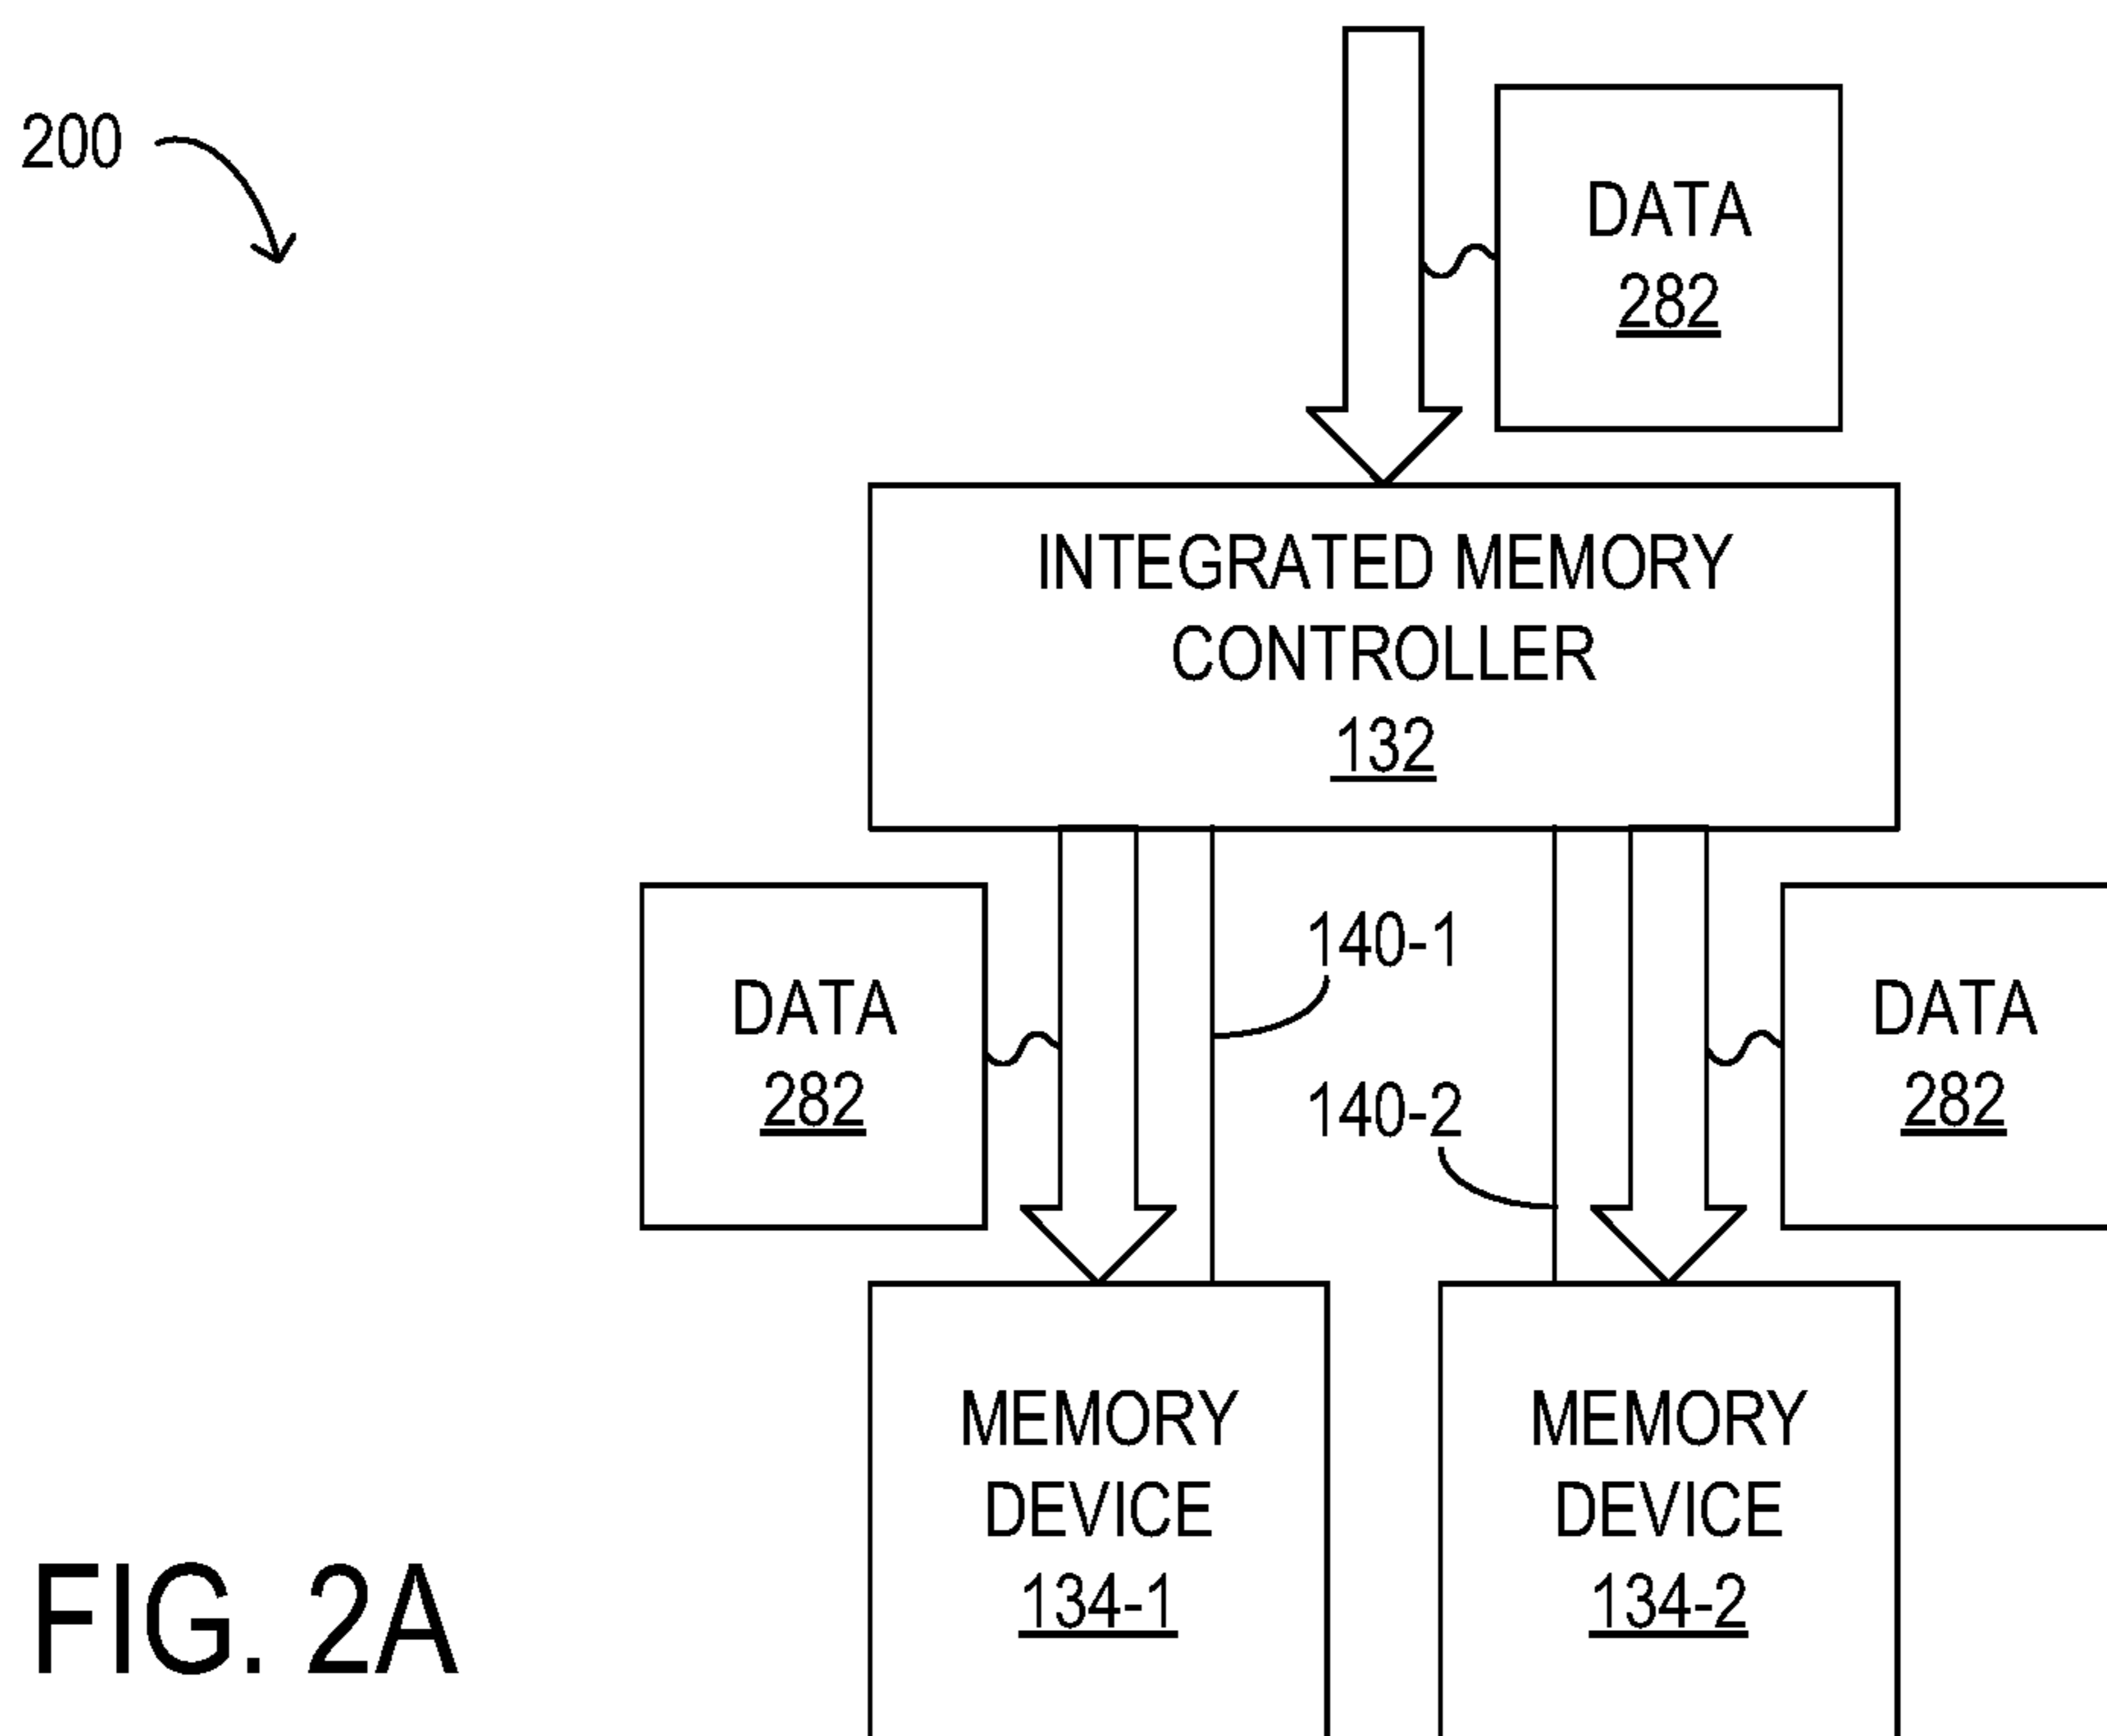 200
DATA
282
INTEGRATED MEMORY
CONTROLLER
132
DATA
282
140-1
140-2
DATA
282
MEMORY
DEVICE
134-1
MEMORY
DEVICE
134-2
FIG. 2A